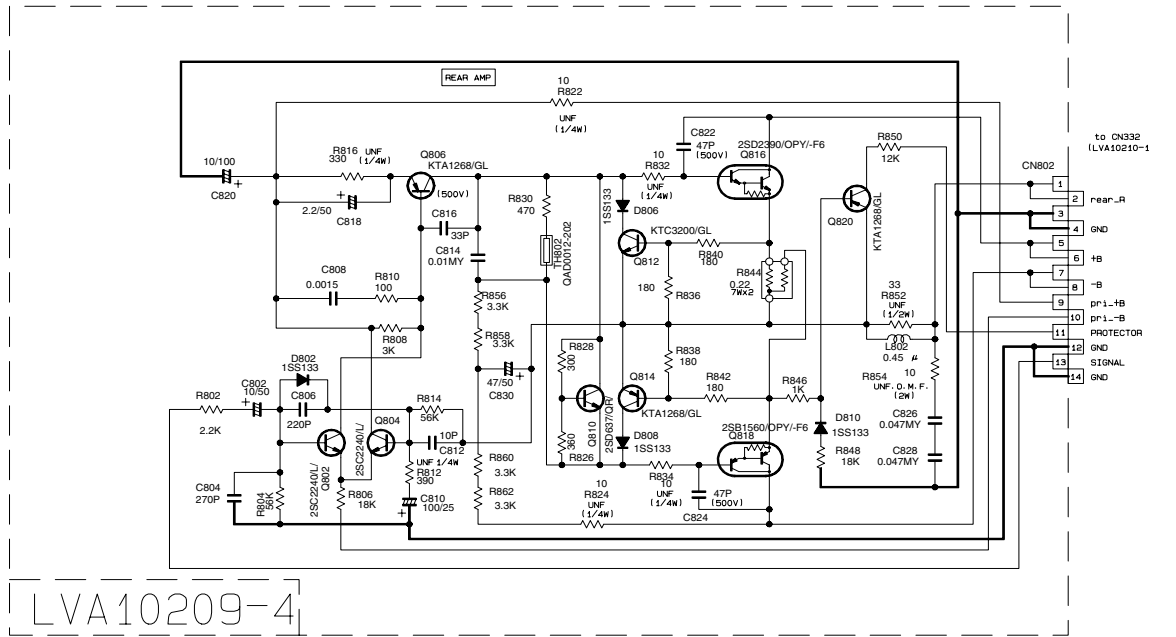 REAR AMP
10
R822
UNF
(1/4W)
10/100
C820
R816
330
UNF
(1/4W)
2.2/50
C818
Q806
KTA1268/GL
(500V)
C816
33P
C814
0.01MY
R830
470
TH802
QAD0012-202
1SS133
D806
10
R832
UNF
(1/4W)
C822
47P
(500V)
2SD2390/OPY/-F6
Q816
R850
12K
Q820
KTA1268/GL
to CN332
(LVA10210-1
CN802
1
2 rear_R
3
4 GND
5
6 +B
7
8 -B
9 pri_+B
10 pri_-B
11 PROTECTOR
12 GND
13 SIGNAL
14 GND
KTC3200/GL
Q812
R840
180
180
R836
R844
0.22
7W×2
C808
0.0015
R810
100
R808
3K
R856
3.3K
R858
3.3K
47/50
C830
33
R852
UNF
(1/2W)
L802
0.45 μ
R854
10
UNF.O.M.F.
(2W)
C826
0.047MY
C828
0.047MY
D802
1SS133
R802
2.2K
C802
10/50
C806
220P
R814
56K
Q804
2SC2240/L/
10P
C812
R828
300
360
R826
Q810
2SD637/QR/
Q814
KTA1268/GL
R838
180
R842
180
R846
1K
D810
1SS133
R848
18K
D808
1SS133
2SB1560/OPY/-F6
Q818
C804
270P
R804
56K
2SC2240/L/
Q802
R806
18K
UNF 1/4W
R812
390
C810
100/25
R860
3.3K
R862
3.3K
10
R824
UNF
(1/4W)
R834
10
UNF
(1/4W)
47P
(500V)
C824
LVA10209-4